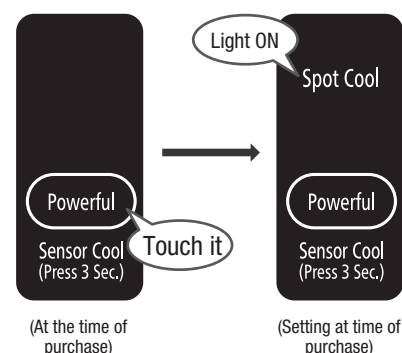 Light ON
Spot Cool
Powerful
Touch it
Sensor Cool
(Press 3 Sec.)
(At the time of
purchase)
Powerful
Sensor Cool
(Press 3 Sec.)
(Setting at time of
purchase)